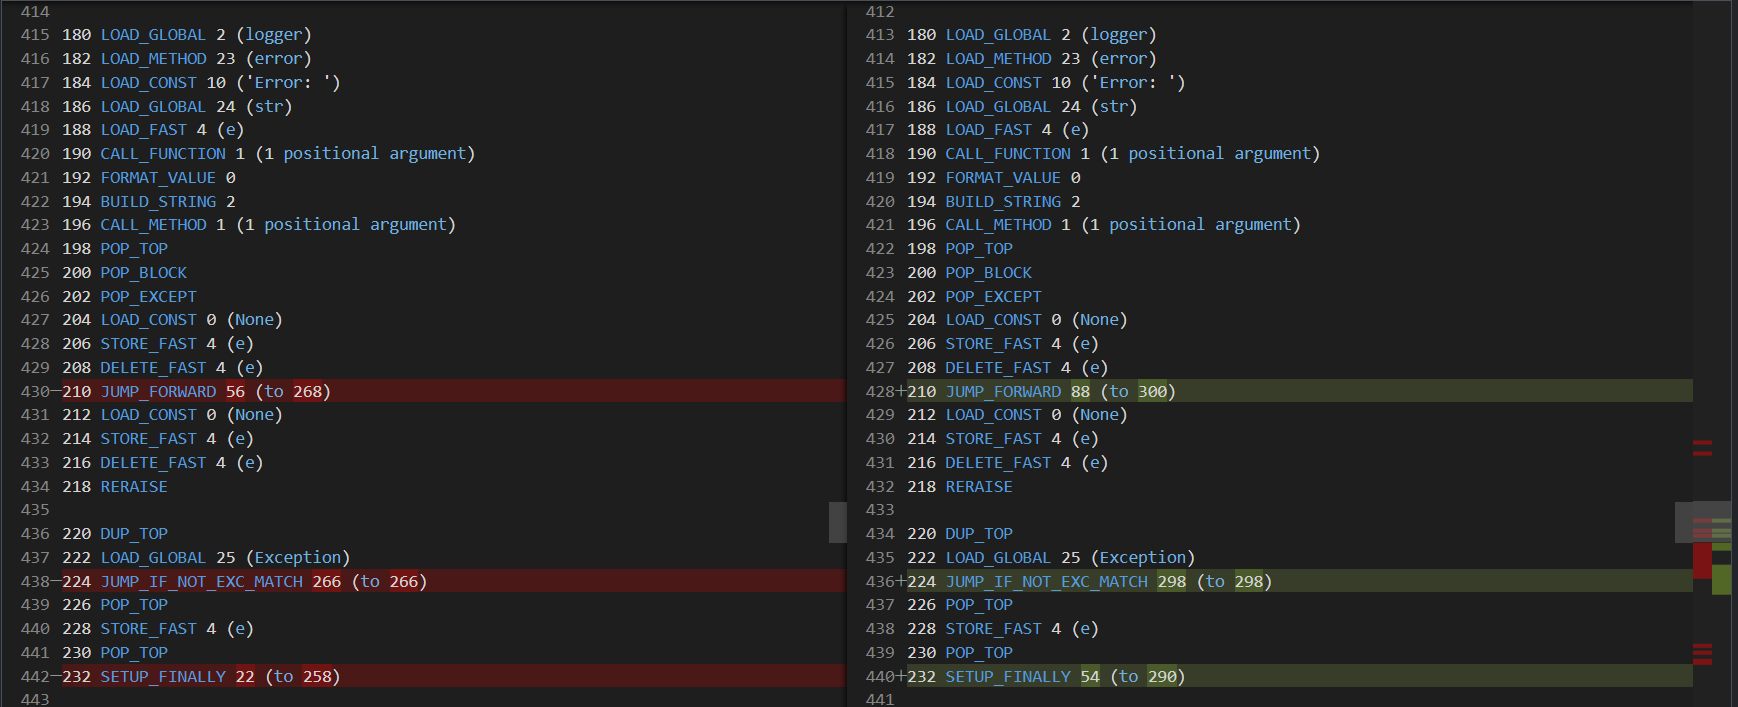 414
415 180 LOAD_GLOBAL 2 (logger)
416 182 LOAD_METHOD 23 (error)
417 184 LOAD_CONST 10 ('Error: ')
418 186 LOAD_GLOBAL 24 (str)
419 188 LOAD_FAST 4 (e)
420 190 CALL_FUNCTION 1 (1 positional argument)
421 192 FORMAT_VALUE 0
422 194 BUILD_STRING 2
423 196 CALL_METHOD 1 (1 positional argument)
424 198 POP_TOP
425 200 POP_BLOCK
426 202 POP_EXCEPT
427 204 LOAD_CONST 0 (None)
428 206 STORE_FAST 4 (e)
429 208 DELETE_FAST 4 (e)
430— 210 JUMP_FORWARD 56 (to 268)
431 212 LOAD_CONST 0 (None)
432 214 STORE_FAST 4 (e)
433 216 DELETE_FAST 4 (e)
434 218 RERAISE
435
436 220 DUP_TOP
437 222 LOAD_GLOBAL 25 (Exception)
438— 224 JUMP_IF_NOT_EXC_MATCH 266 (to 266)
439 226 POP_TOP
440 228 STORE_FAST 4 (e)
441 230 POP_TOP
442— 232 SETUP_FINALLY 22 (to 258)
443
412
413 180 LOAD_GLOBAL 2 (logger)
414 182 LOAD_METHOD 23 (error)
415 184 LOAD_CONST 10 ('Error: ')
416 186 LOAD_GLOBAL 24 (str)
417 188 LOAD_FAST 4 (e)
418 190 CALL_FUNCTION 1 (1 positional argument)
419 192 FORMAT_VALUE 0
420 194 BUILD_STRING 2
421 196 CALL_METHOD 1 (1 positional argument)
422 198 POP_TOP
423 200 POP_BLOCK
424 202 POP_EXCEPT
425 204 LOAD_CONST 0 (None)
426 206 STORE_FAST 4 (e)
427 208 DELETE_FAST 4 (e)
428+ 210 JUMP_FORWARD 88 (to 300)
429 212 LOAD_CONST 0 (None)
430 214 STORE_FAST 4 (e)
431 216 DELETE_FAST 4 (e)
432 218 RERAISE
433
434 220 DUP_TOP
435 222 LOAD_GLOBAL 25 (Exception)
436+ 224 JUMP_IF_NOT_EXC_MATCH 298 (to 298)
437 226 POP_TOP
438 228 STORE_FAST 4 (e)
439 230 POP_TOP
440+ 232 SETUP_FINALLY 54 (to 290)
441